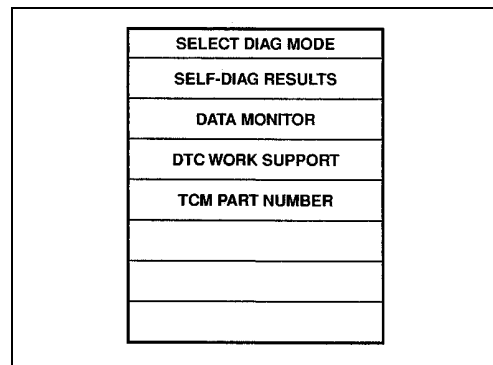 SELECT DIAG MODE
SELF-DIAG RESULTS
DATA MONITOR
DTC WORK SUPPORT
TCM PART NUMBER